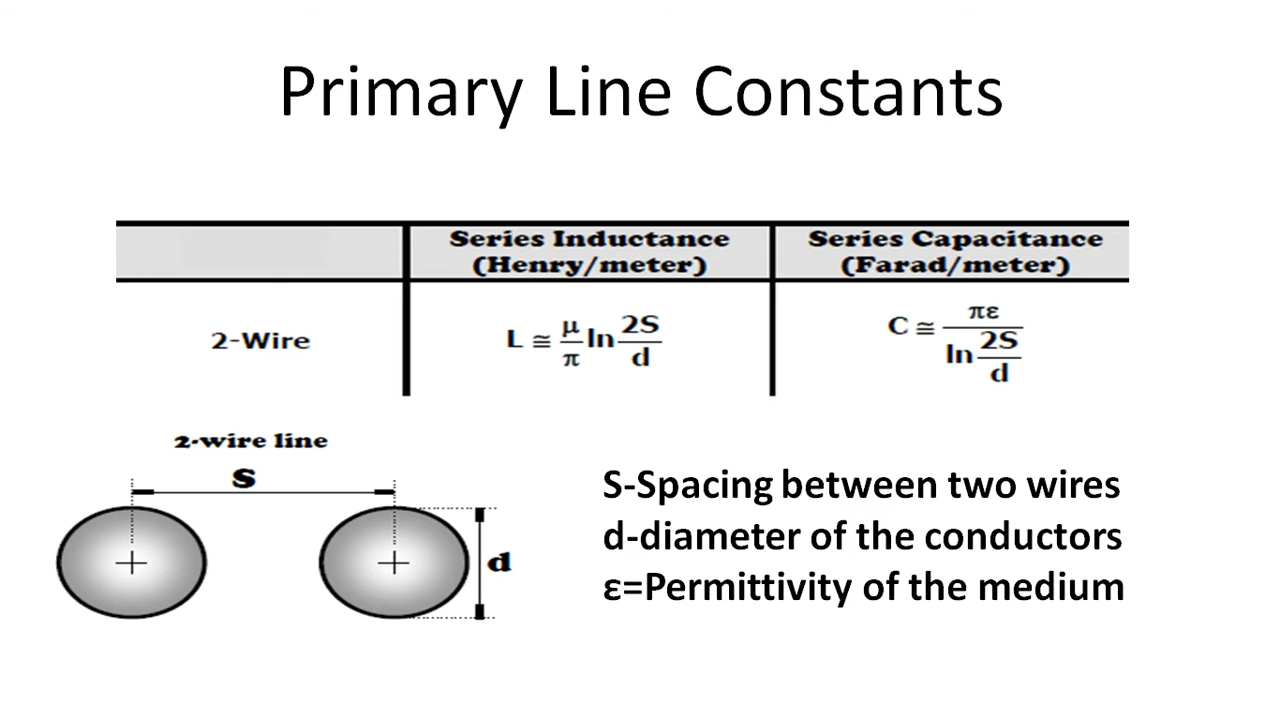 Primary Line Constants
Series Inductance
(Henry/meter)
Series Capacitance
(Farad/meter)
2-Wire
L ≅ μ/π ln 2S/d
C ≅ πε / ln 2S/d
2-wire line
S
d
S-Spacing between two wires
d-diameter of the conductors
ε=Permittivity of the medium